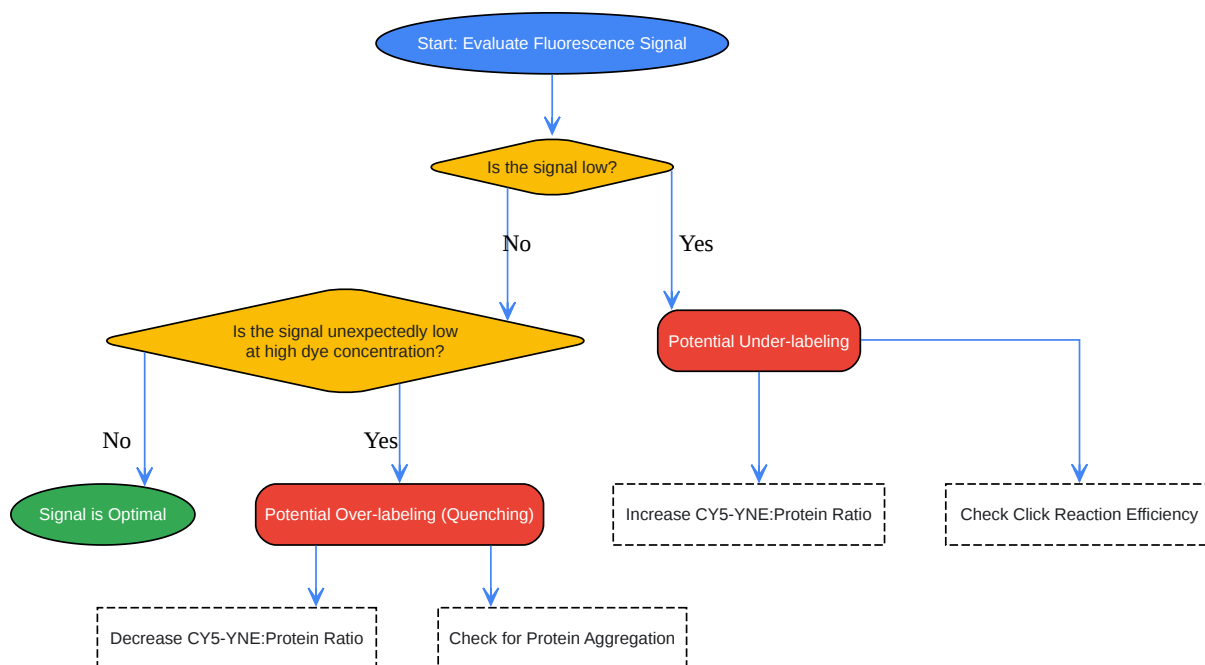 Start: Evaluate Fluorescence Signal
Is the signal low?
No
Yes
Is the signal unexpectedly low
at high dye concentration?
Potential Under-labeling
No
Yes
Signal is Optimal
Potential Over-labeling (Quenching)
Increase CY5-YNE:Protein Ratio
Check Click Reaction Efficiency
Decrease CY5-YNE:Protein Ratio
Check for Protein Aggregation